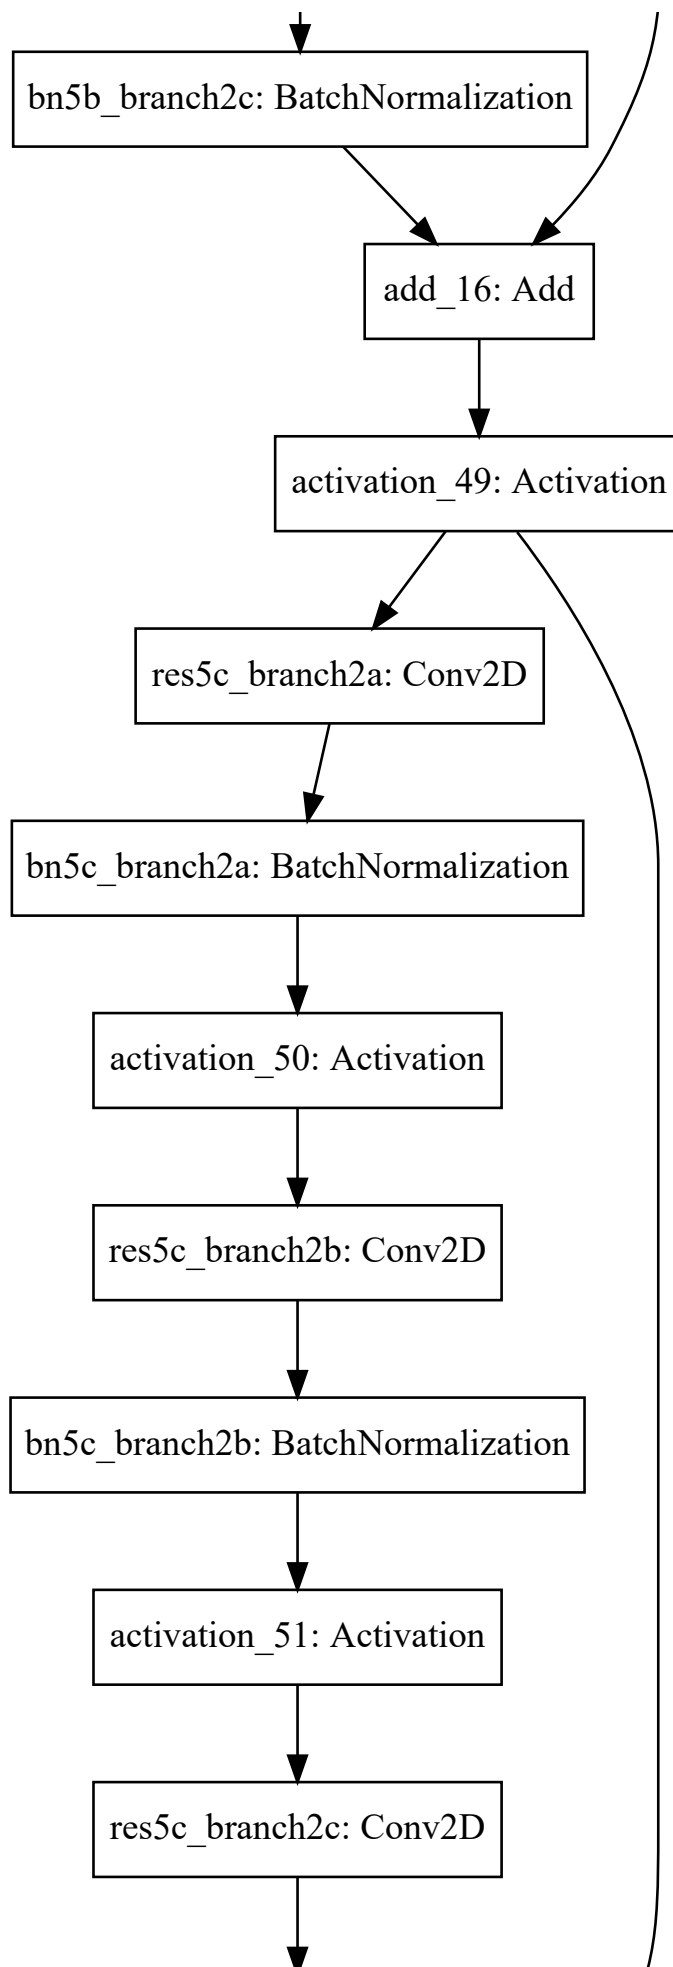 bn5b_branch2c: BatchNormalization
add_16: Add
activation_49: Activation
res5c_branch2a: Conv2D
bn5c_branch2a: BatchNormalization
activation_50: Activation
res5c_branch2b: Conv2D
bn5c_branch2b: BatchNormalization
activation_51: Activation
res5c_branch2c: Conv2D